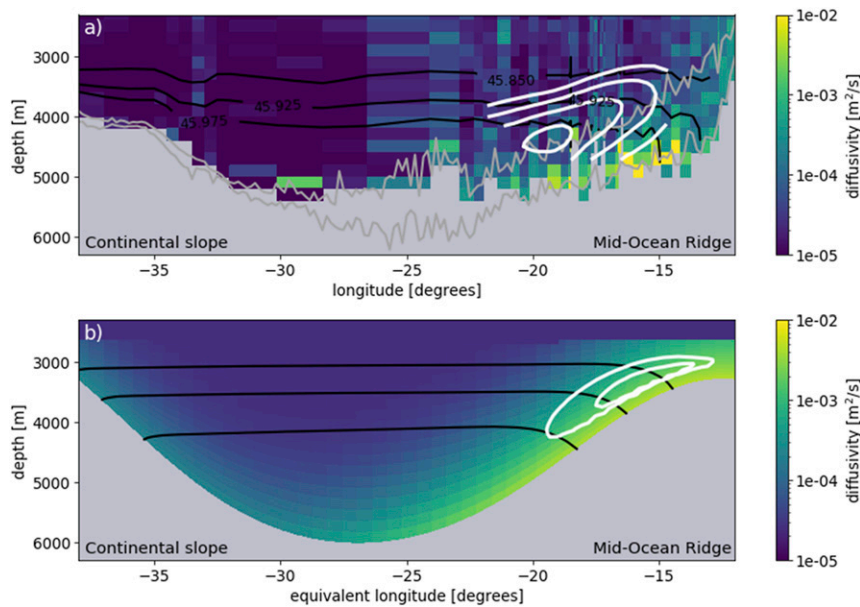 a)
3000
4000
5000
6000
depth [m]
45.850
45.925
45.925
45.975
Continental slope
Mid-Ocean Ridge
−35
−30
−25
−20
−15
longitude [degrees]
1e-02
1e-03
1e-04
1e-05
diffusivity [m²/s]
b)
3000
4000
5000
6000
depth [m]
Continental slope
Mid-Ocean Ridge
−35
−30
−25
−20
−15
equivalent longitude [degrees]
1e-02
1e-03
1e-04
1e-05
diffusivity [m²/s]